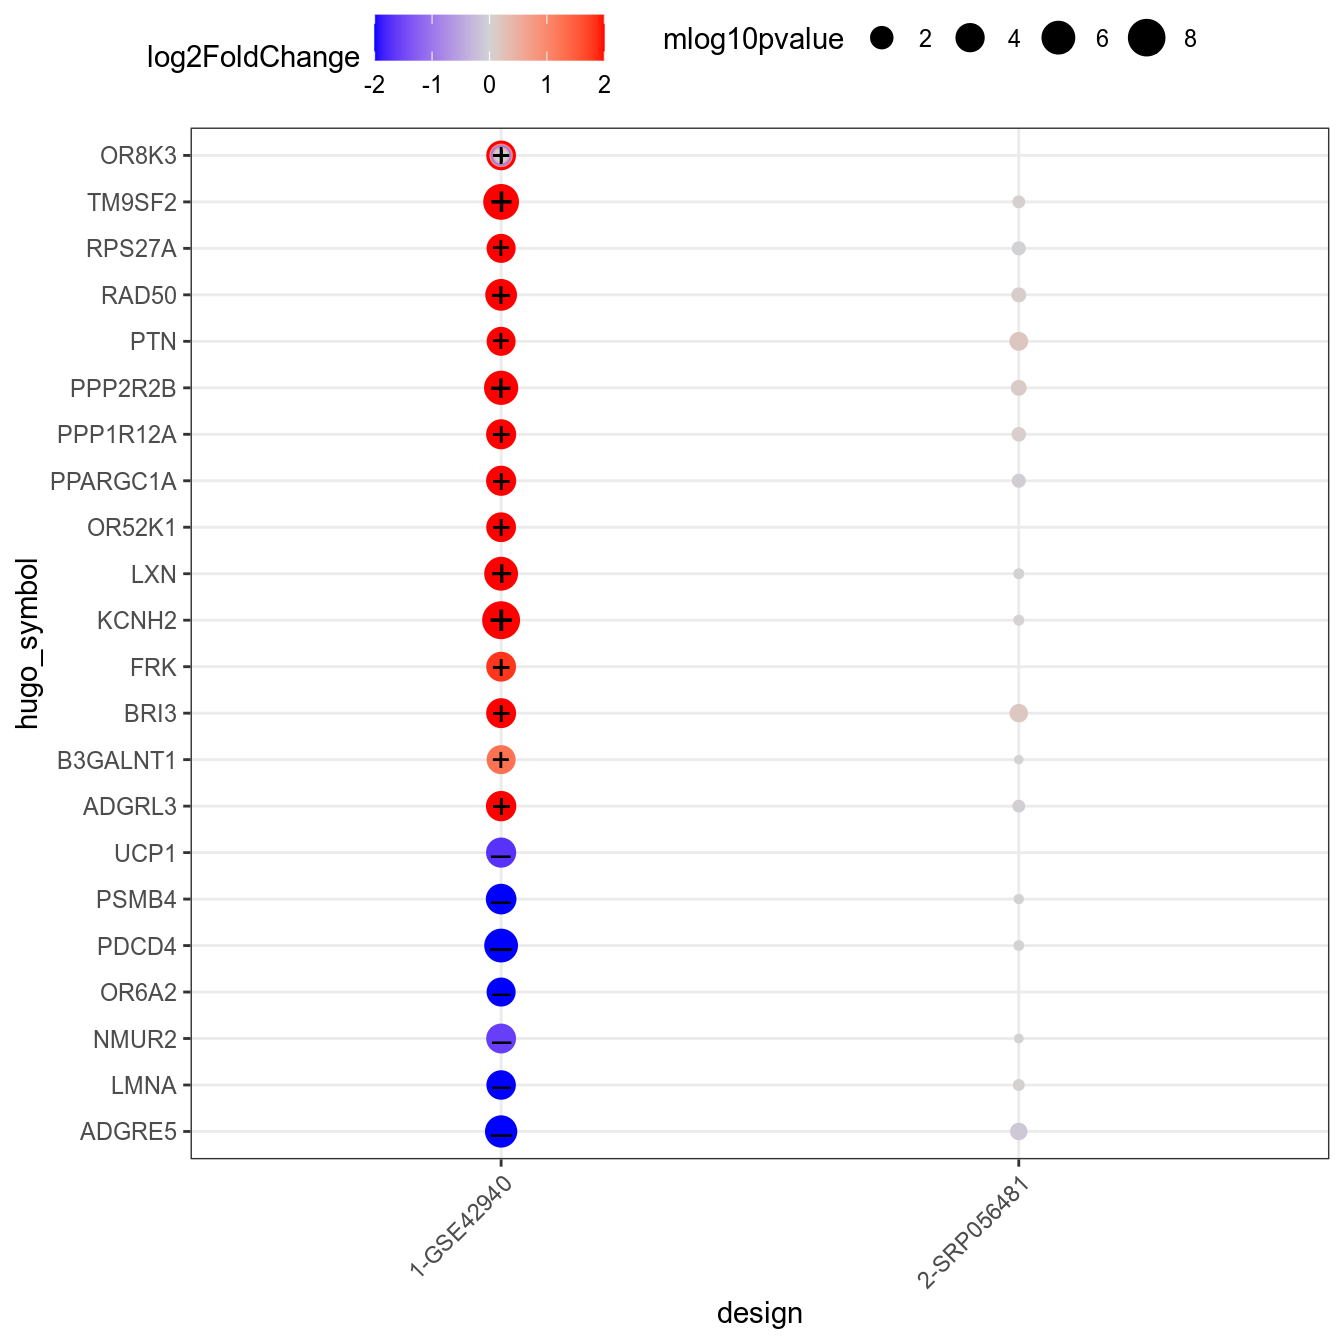 log2FoldChange
-2 -1 0 1 2
mlog10pvalue 2 4 6 8
hugo_symbol
OR8K3 +
TM9SF2 +
RPS27A +
RAD50 +
PTN +
PPP2R2B +
PPP1R12A +
PPARGC1A +
OR52K1 +
LXN +
KCNH2 +
FRK +
BRI3 +
B3GALNT1 +
ADGRL3 +
UCP1 _
PSMB4 _
PDCD4 _
OR6A2 _
NMUR2 _
LMNA _
ADGRE5 _
1-GSE42940
2-SRP056481
design